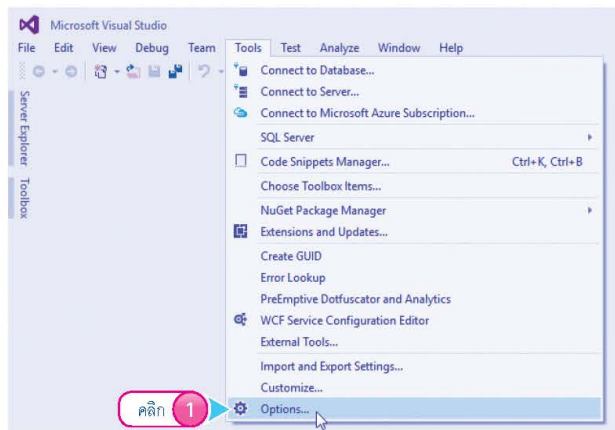 Microsoft Visual Studio
File Edit View Debug Team Tools Test Analyze Window Help
Server Explorer
Toolbox
Connect to Database...
Connect to Server...
Connect to Microsoft Azure Subscription...
SQL Server
Code Snippets Manager... Ctrl+K, Ctrl+B
Choose Toolbox Items...
NuGet Package Manager
Extensions and Updates...
Create GUID
Error Lookup
PreEmptive Dotfuscator and Analytics
WCF Service Configuration Editor
External Tools...
Import and Export Settings...
Customize...
คลิก 1 Options...